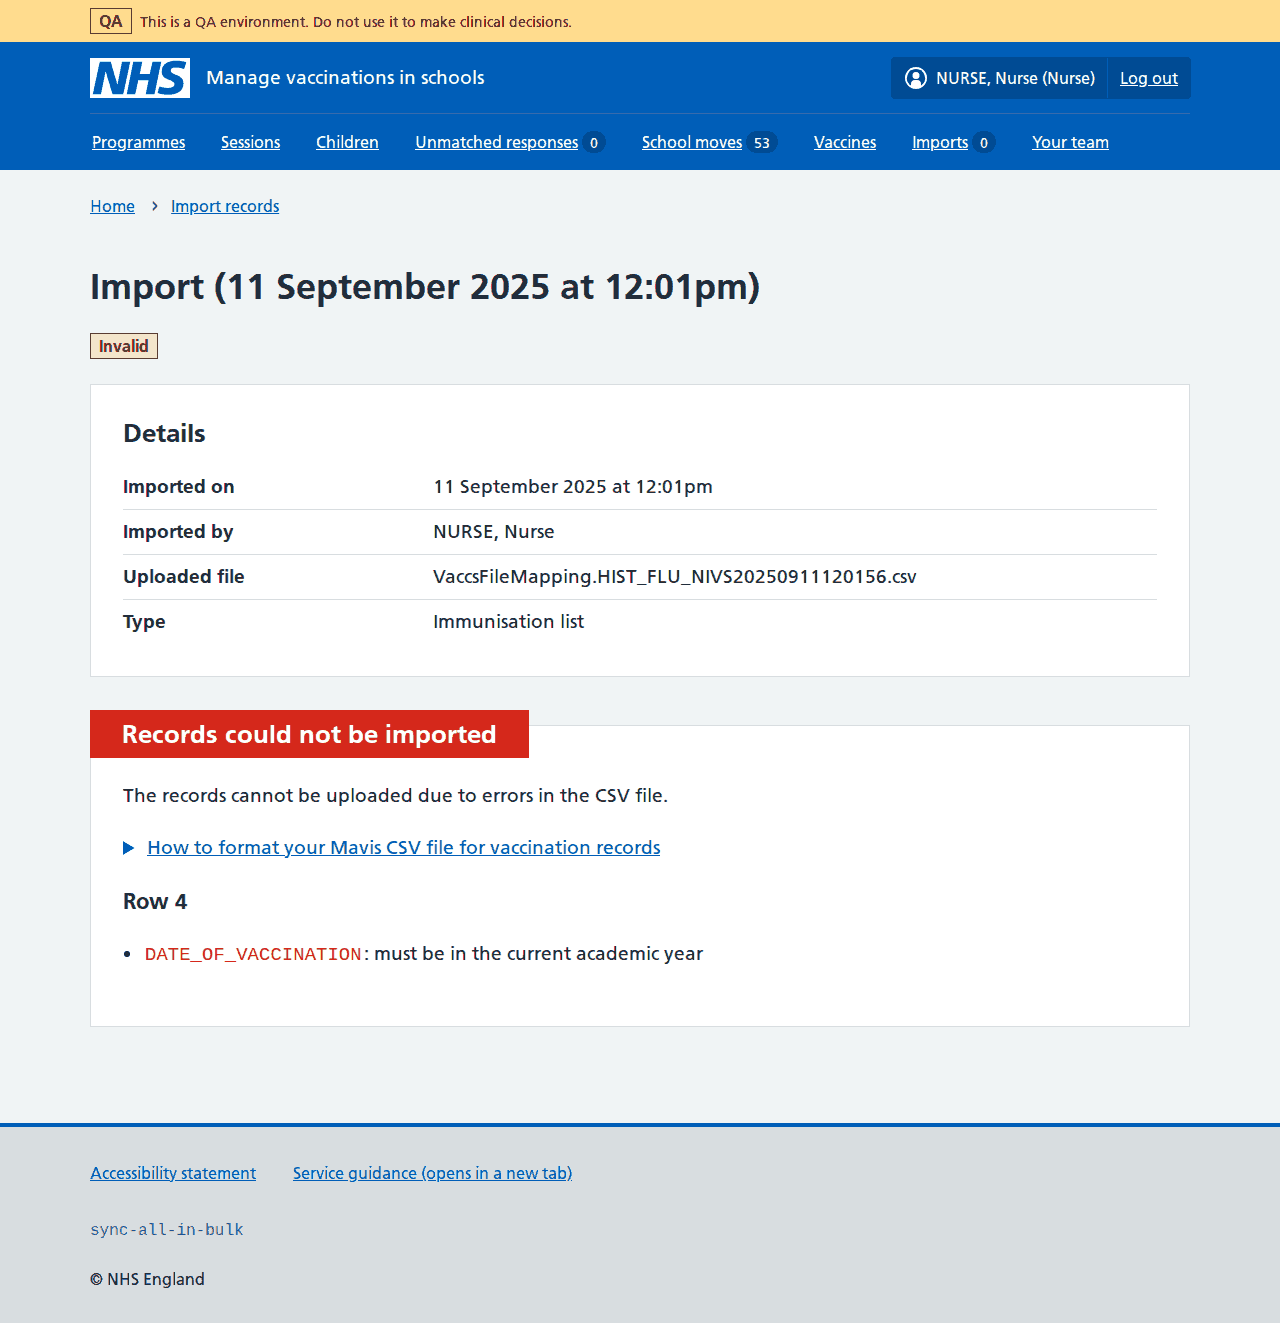 QA This is a QA environment. Do not use it to make clinical decisions.
NHS Manage vaccinations in schools NURSE, Nurse (Nurse) Log out
Programmes Sessions Children Unmatched responses 0 School moves 53 Vaccines Imports 0 Your team
Home Import records
Import (11 September 2025 at 12:01pm)
Invalid
Details
Imported on 11 September 2025 at 12:01pm
Imported by NURSE, Nurse
Uploaded file VaccsFileMapping.HIST_FLU_NIVS20250911120156.csv
Type Immunisation list
Records could not be imported
The records cannot be uploaded due to errors in the CSV file.
How to format your Mavis CSV file for vaccination records
Row 4
• DATE_OF_VACCINATION: must be in the current academic year
Accessibility statement Service guidance (opens in a new tab)
sync-all-in-bulk
© NHS England